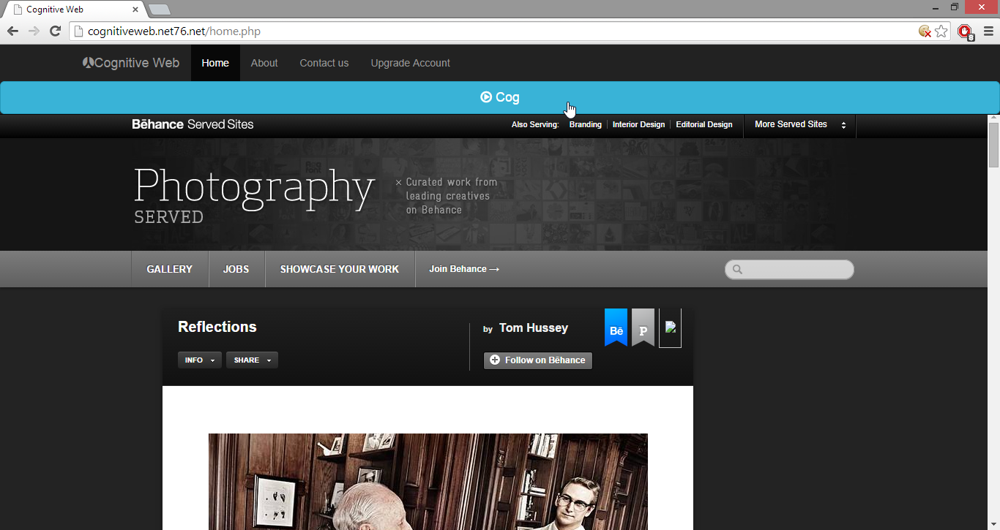 Cognitive Web
cognitiveweb.net76.net/home.php
8
Cognitive Web Home About Contact us Upgrade Account
Cog
Bēhance Served Sites
Also Serving: Branding Interior Design Editorial Design More Served Sites
Photography
SERVED
× Curated work from
leading creatives
on Behance
GALLERY JOBS SHOWCASE YOUR WORK Join Behance →
Reflections
by Tom Hussey
Bē P
INFO SHARE
Follow on Bēhance